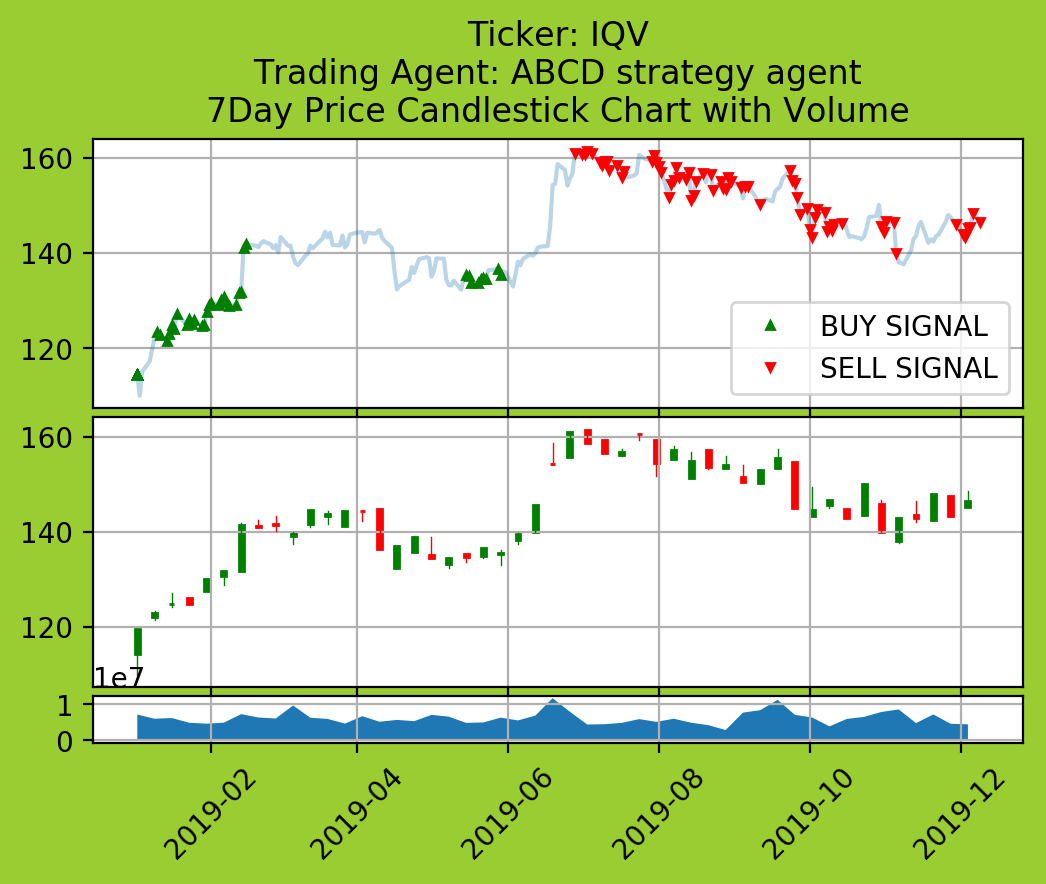 Ticker: IQV
Trading Agent: ABCD strategy agent
7Day Price Candlestick Chart with Volume
160
140
120
BUY SIGNAL
SELL SIGNAL
160
140
120
1e7
1
0
2019-02
2019-04
2019-06
2019-08
2019-10
2019-12